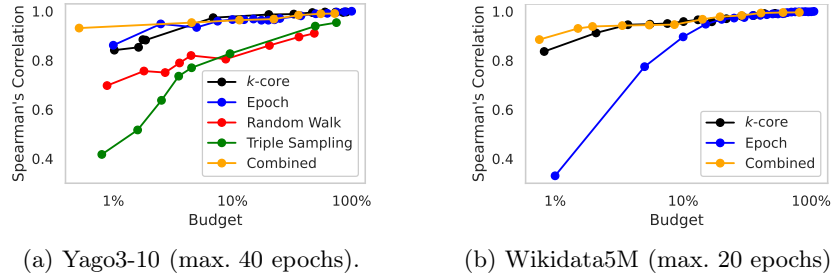 1.0
0.8
0.6
0.4
Spearman's Correlation
1%
10%
100%
Budget
k-core
Epoch
Random Walk
Triple Sampling
Combined
(a) Yago3-10 (max. 40 epochs).
1.0
0.8
0.6
0.4
Spearman's Correlation
1%
10%
100%
Budget
k-core
Epoch
Combined
(b) Wikidata5M (max. 20 epochs)